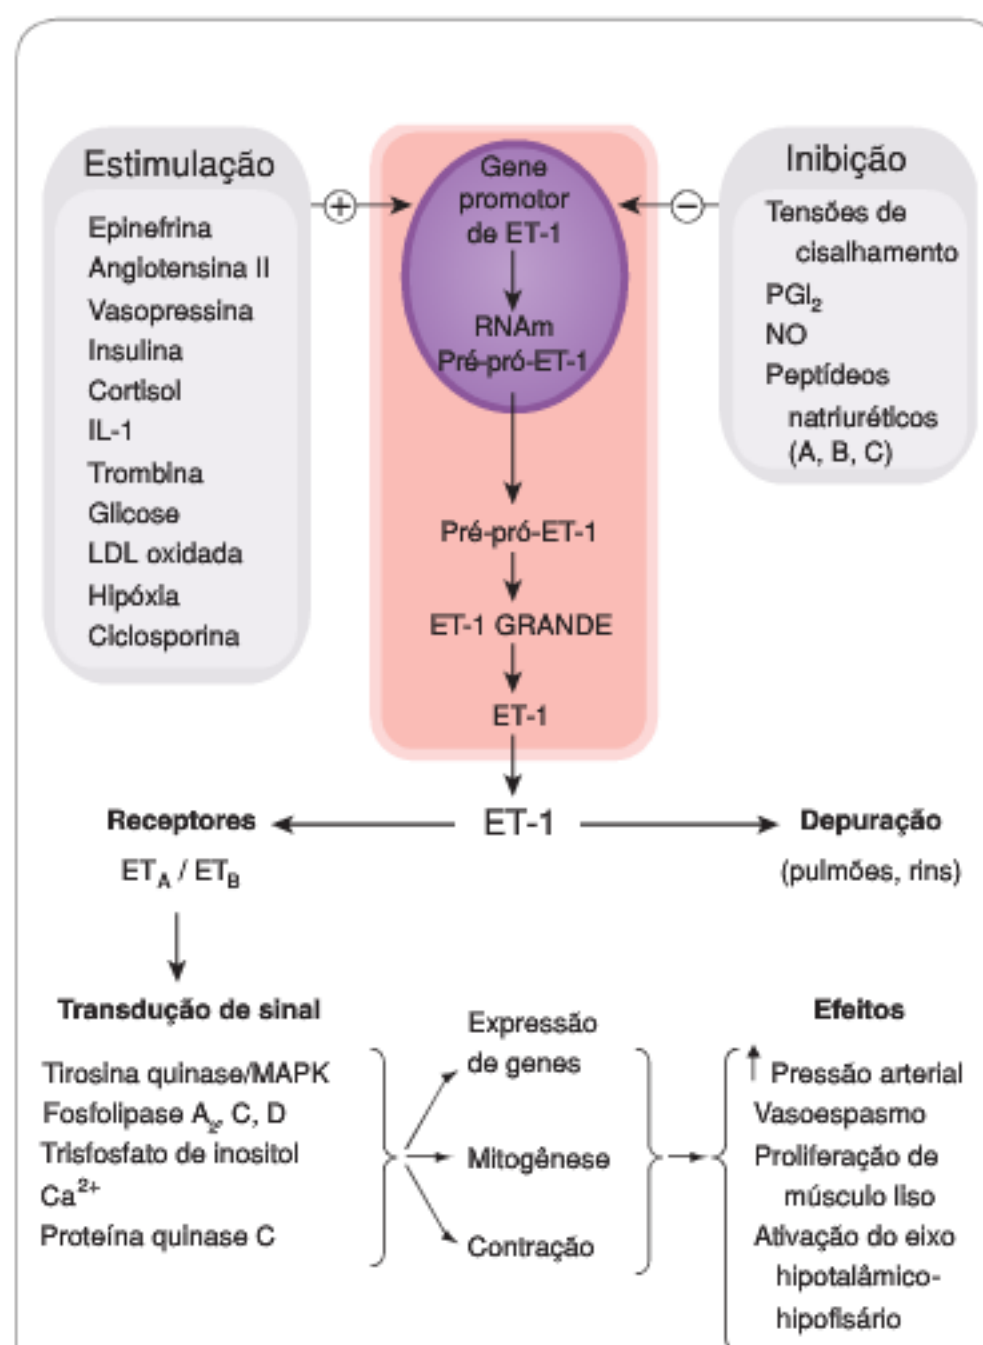 Estimulação
Epinefrina
Angiotensina II
Vasopressina
Insulina
Cortisol
IL-1
Trombina
Glicose
LDL oxidada
Hipóxia
Ciclosporina
+
Gene
promotor
de ET-1
RNAm
Pré-pró-ET-1
Pré-pró-ET-1
ET-1 GRANDE
ET-1
−
Inibição
Tensões de
cisalhamento
PGI₂
NO
Peptídeos
natriuréticos
(A, B, C)
Receptores
ET-1
Depuração
ET_A / ET_B
(pulmões, rins)
Transdução de sinal
Tirosina quinase/MAPK
Fosfolipase A₂, C, D
Trisfosfato de inositol
Ca²⁺
Proteína quinase C
Expressão
de genes
Mitogênese
Contração
Efeitos
↑ Pressão arterial
Vasoespasmo
Proliferação de
músculo liso
Ativação do eixo
hipotalâmico-
hipofisário